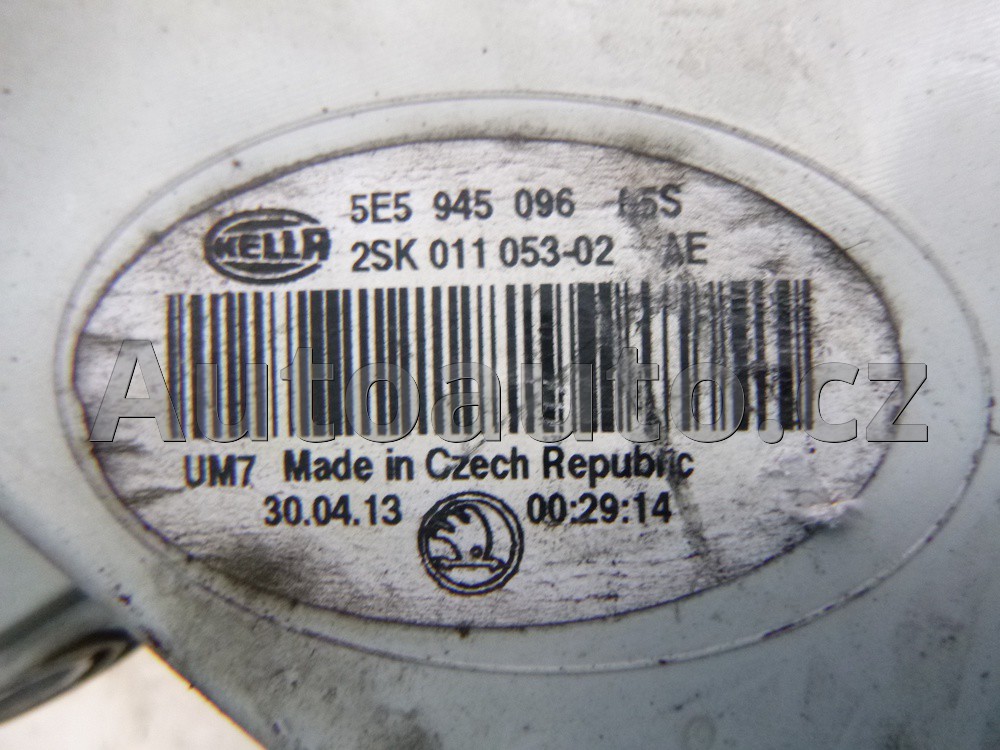 5E5 945 096
HELLA
2SK 011 053-02 AE
Autoauto.cz
UM7 Made in Czech Republic
30.04.13 00:29:14